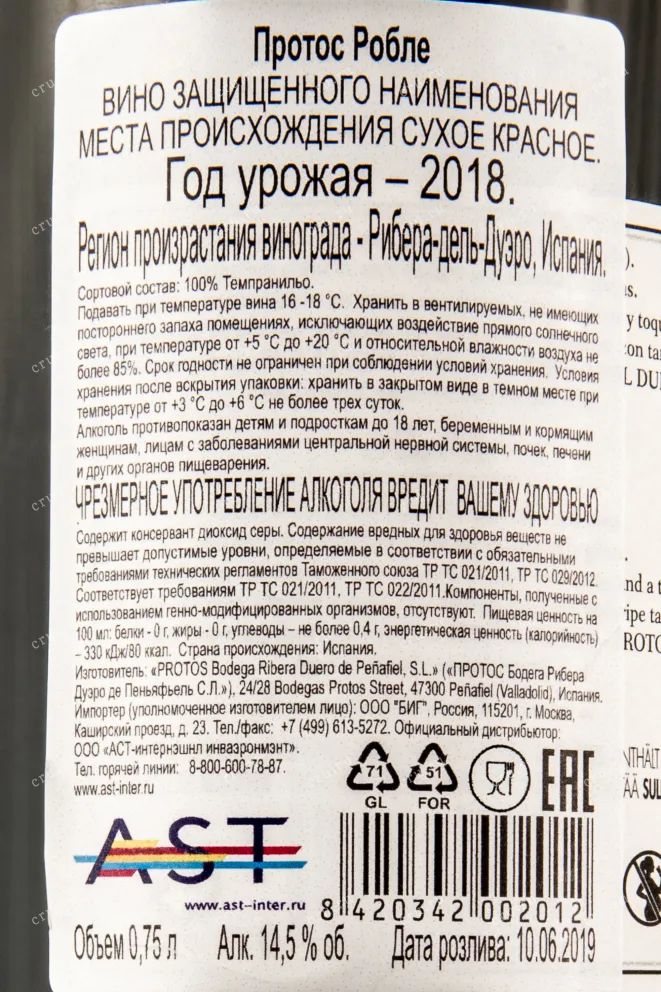 Протос Робле
ВИНО ЗАЩИЩЕННОГО НАИМЕНОВАНИЯ
МЕСТА ПРОИСХОЖДЕНИЯ СУХОЕ КРАСНОЕ.
Год урожая – 2018.
Регион произрастания винограда - Рибера-дель-Дуэро, Испания.
Сортовой состав: 100% Темпранильо.
Подавать при температуре вина 16 -18 °С. Хранить в вентилируемых, не имеющих
постороннего запаха помещениях, исключающих воздействие прямого солнечного
света, при температуре от +5 °С до +20 °С и относительной влажности воздуха не
более 85%. Срок годности не ограничен при соблюдении условий хранения. Условия
хранения после вскрытия упаковки: хранить в закрытом виде в темном месте при
температуре от +3 °С до +6 °С не более трех суток.
Алкоголь противопоказан детям и подросткам до 18 лет, беременным и кормящим
женщинам, лицам с заболеваниями центральной нервной системы, почек, печени
и других органов пищеварения.
ЧРЕЗМЕРНОЕ УПОТРЕБЛЕНИЕ АЛКОГОЛЯ ВРЕДИТ ВАШЕМУ ЗДОРОВЬЮ
Содержит консервант диоксид серы. Содержание вредных для здоровья веществ не
превышает допустимые уровни, определяемые в соответствии с обязательными
требованиями технических регламентов Таможенного союза ТР ТС 021/2011, ТР ТС 029/2012.
Соответствует требованиям ТР ТС 021/2011, ТР ТС 022/2011.Компоненты, полученные с
использованием генно-модифицированных организмов, отсутствуют. Пищевая ценность на
100 мл: белки - 0 г, жиры - 0 г, углеводы – не более 0,4 г, энергетическая ценность (калорийность)
– 330 кДж/80 ккал. Страна происхождения: Испания.
Изготовитель: «PROTOS Bodega Ribera Duero de Peñafiel, S.L.» («ПРОТОС Бодега Рибера
Дуэро де Пеньяфьель С.Л.»), 24/28 Bodegas Protos Street, 47300 Peñafiel (Valladolid), Испания.
Импортер (уполномоченное изготовителем лицо): ООО "БИГ", Россия, 115201, г. Москва,
Каширский проезд, д. 23. Тел./факс: +7 (499) 613-5272. Официальный дистрибьютор:
ООО «АСТ-интернэшнл инваэронмэнт».
Тел. горячей линии: 8-800-600-78-87.
www.ast-inter.ru
71
GL
51
FOR
EAC
AST
www.ast-inter.ru
8 420342 002012
Объем 0,75 л Алк. 14,5 % об. Дата розлива: 10.06.2019